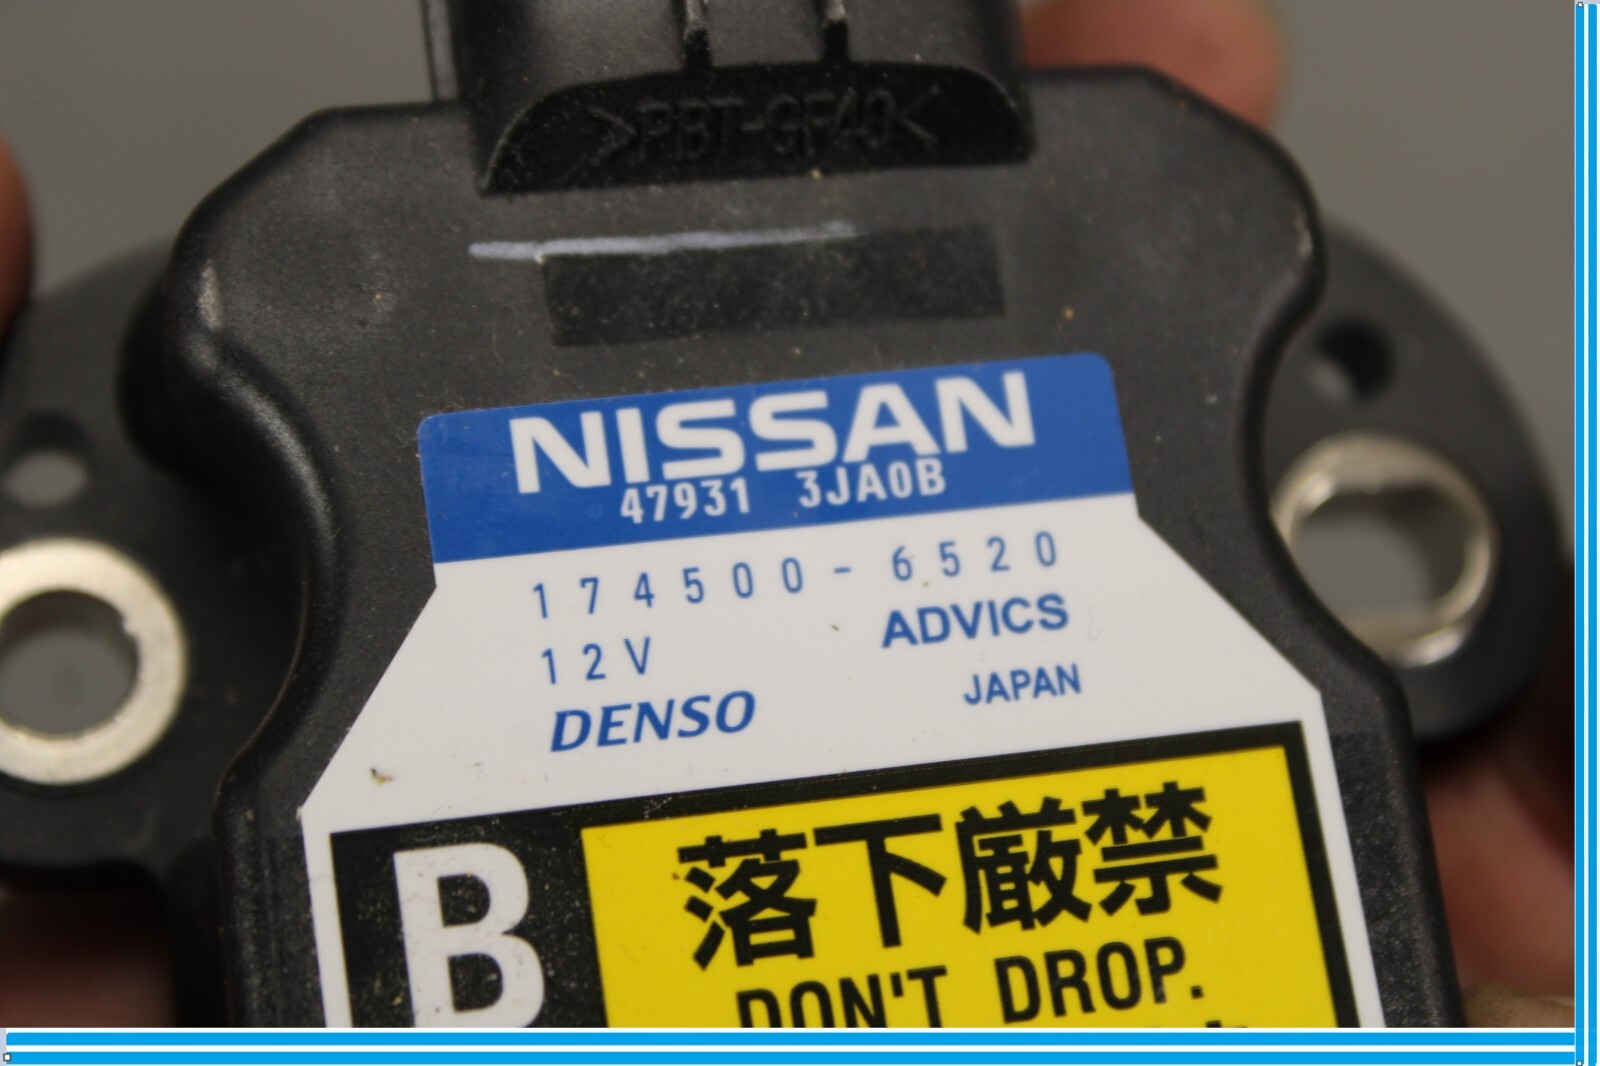 >PBT-GF40<
NISSAN
47931 3JA0B
174500-6520
12V ADVICS
DENSO JAPAN
B
落下厳禁
DON'T DROP.